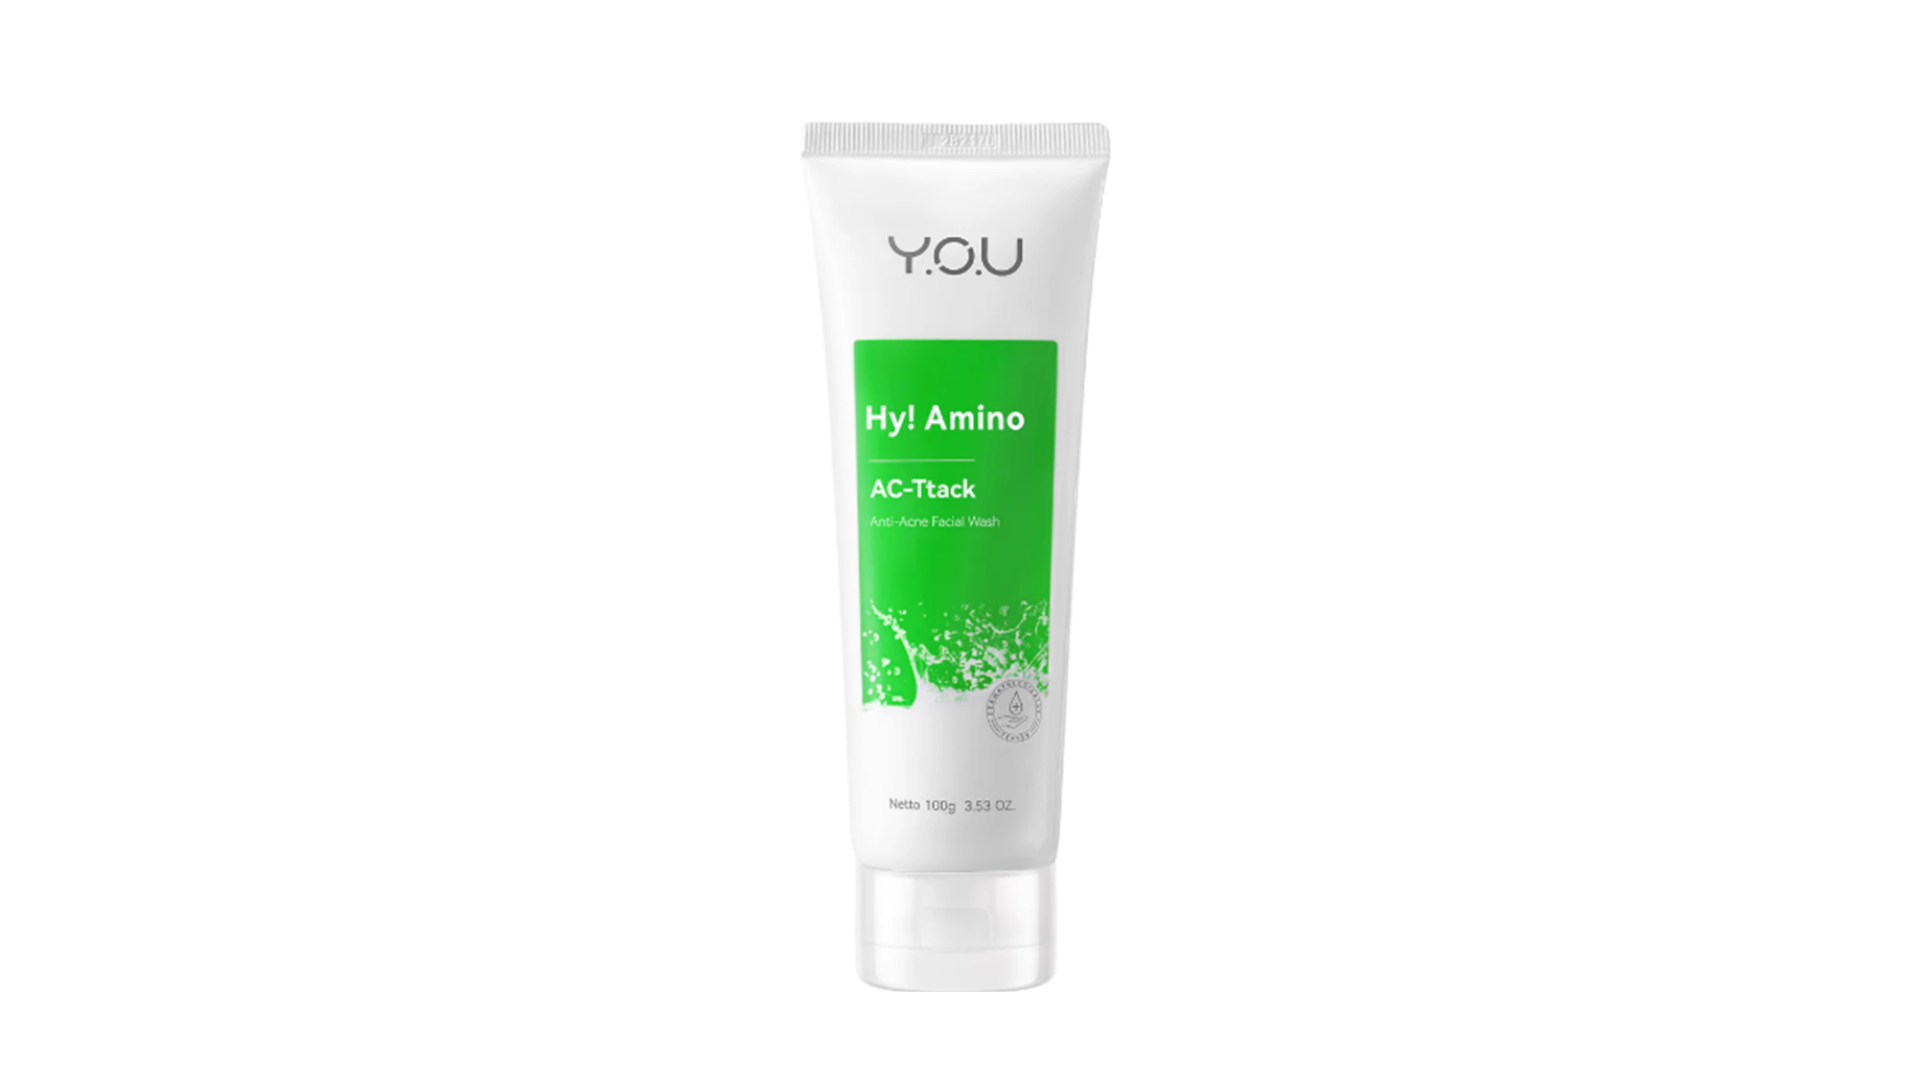 Y.O.U
Hy! Amino
AC-Ttack
Anti-Acne Facial Wash
Netto 100g 3.53 OZ.